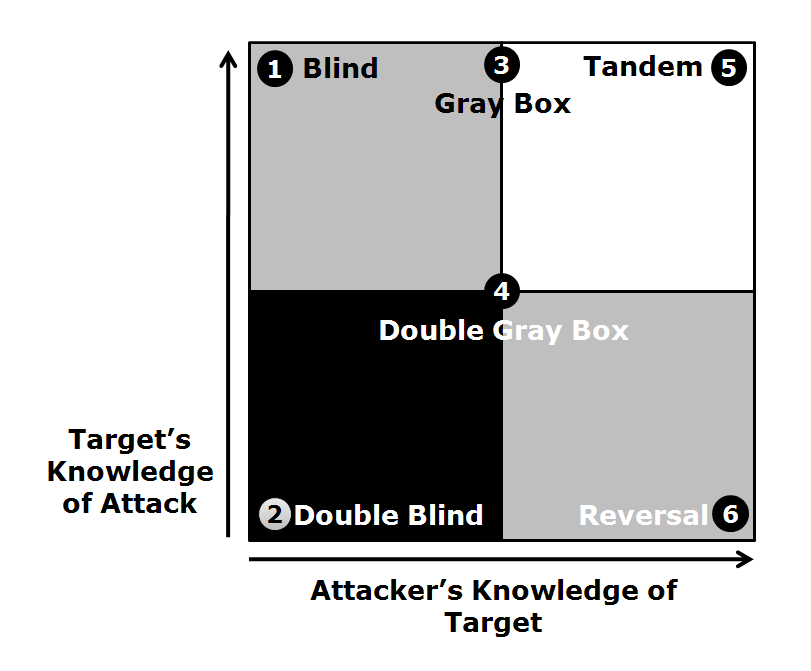 1 Blind
3
Tandem 5
Gray Box
4
Double Gray Box
Target’s
Knowledge
of Attack
2 Double Blind
Reversal 6
Attacker’s Knowledge of
Target